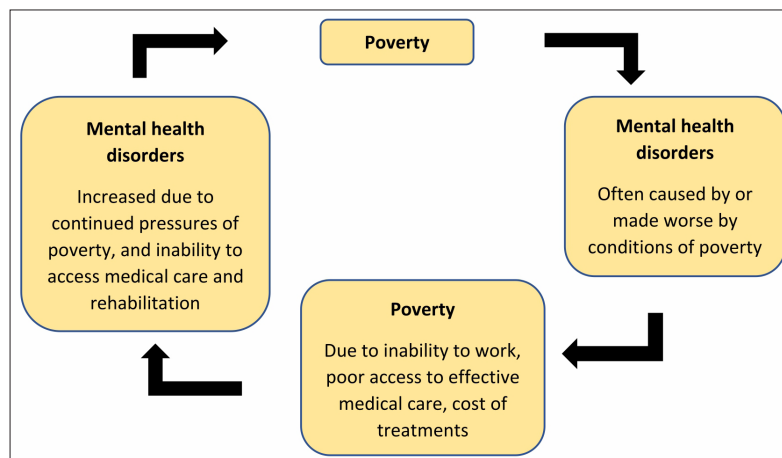 Poverty
Mental health
disorders
Often caused by or
made worse by
conditions of poverty
Poverty
Due to inability to work,
poor access to effective
medical care, cost of
treatments
Mental health
disorders
Increased due to
continued pressures of
poverty, and inability to
access medical care and
rehabilitation